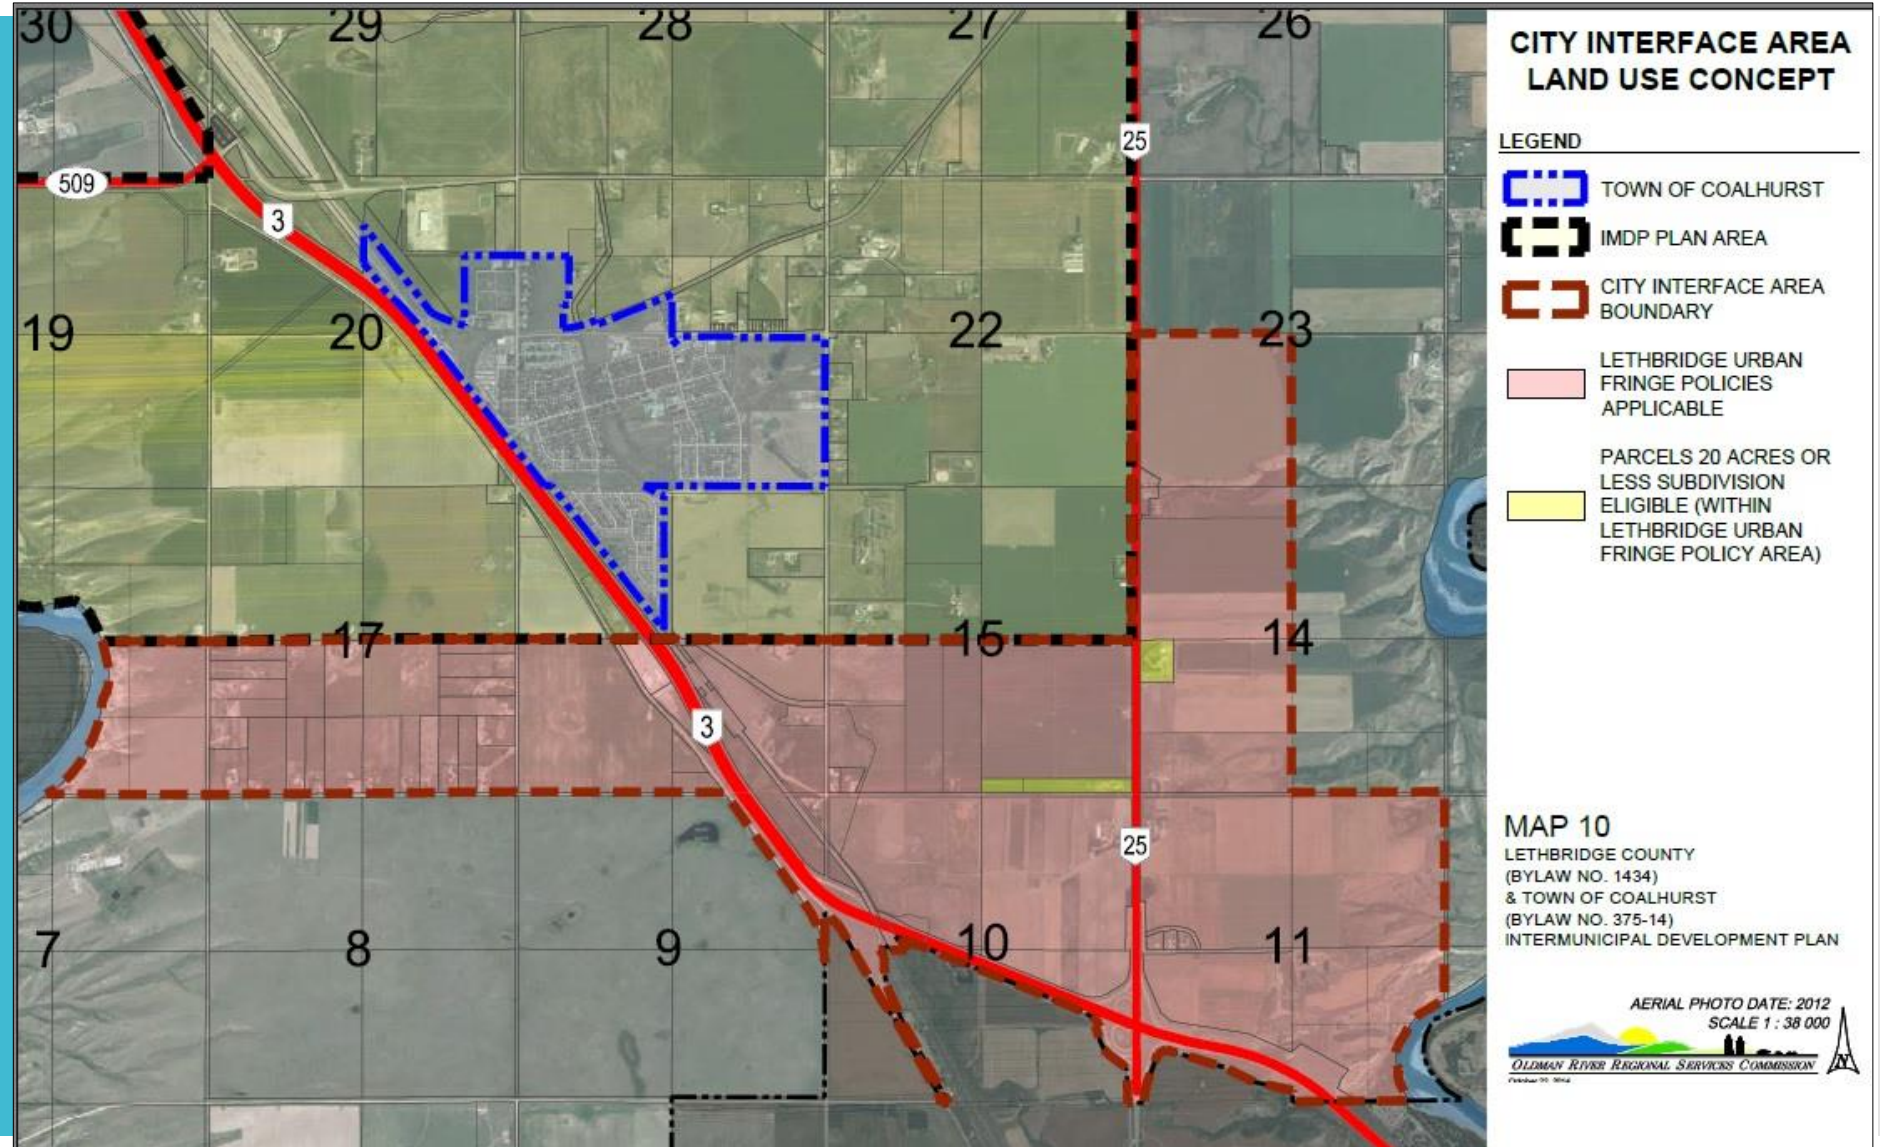 30
29
28
27
26
25
509
3
19
20
22
23
17
15
14
3
25
7
8
9
10
11
CITY INTERFACE AREA
LAND USE CONCEPT
LEGEND
TOWN OF COALHURST
IMDP PLAN AREA
CITY INTERFACE AREA
BOUNDARY
LETHBRIDGE URBAN
FRINGE POLICIES
APPLICABLE
PARCELS 20 ACRES OR
LESS SUBDIVISION
ELIGIBLE (WITHIN
LETHBRIDGE URBAN
FRINGE POLICY AREA)
MAP 10
LETHBRIDGE COUNTY
(BYLAW NO. 1434)
& TOWN OF COALHURST
(BYLAW NO. 375-14)
INTERMUNICIPAL DEVELOPMENT PLAN
AERIAL PHOTO DATE: 2012
SCALE 1 : 38 000
OLDMAN RIVER REGIONAL SERVICES COMMISSION
N